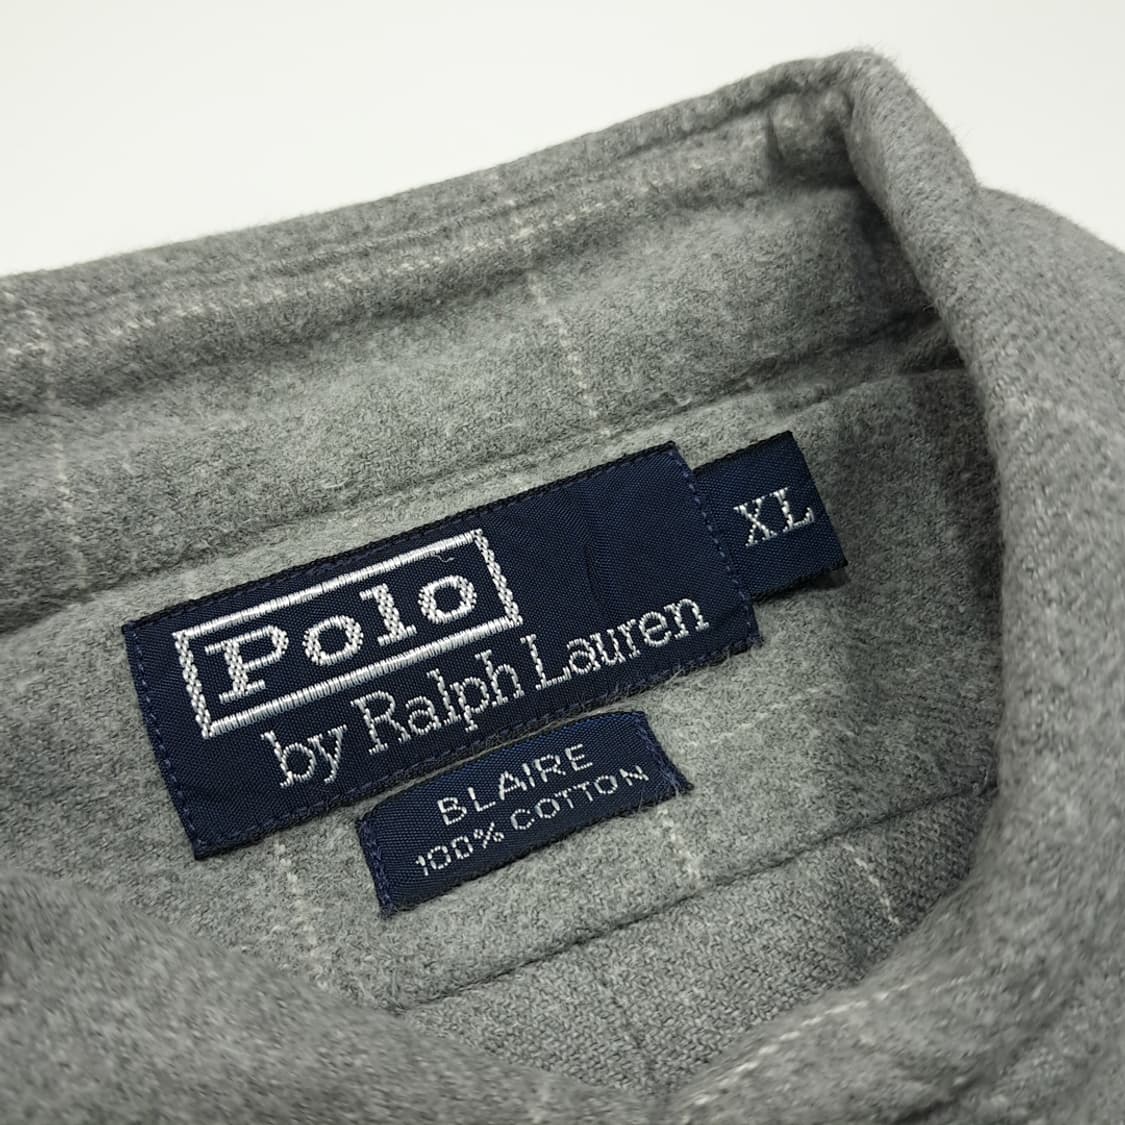 Polo
by Ralph Lauren
XL
BLAIRE
100% COTTON